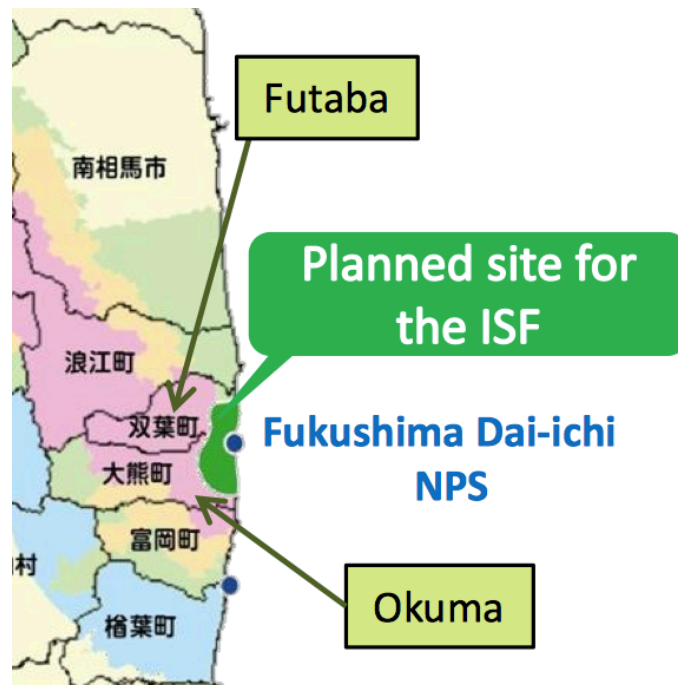 Futaba
南相馬市
Planned site for
the ISF
浪江町
双葉町
Fukushima Dai-ichi
NPS
大熊町
富岡町
村
Okuma
楢葉町